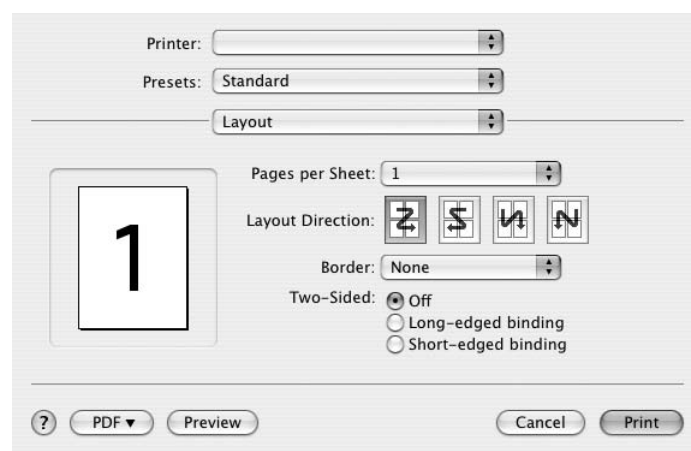 Printer:
Presets: Standard
Layout
Pages per Sheet: 1
1
Layout Direction:
Border: None
Two-Sided: Off
Long-edged binding
Short-edged binding
? PDF▼ Preview Cancel Print